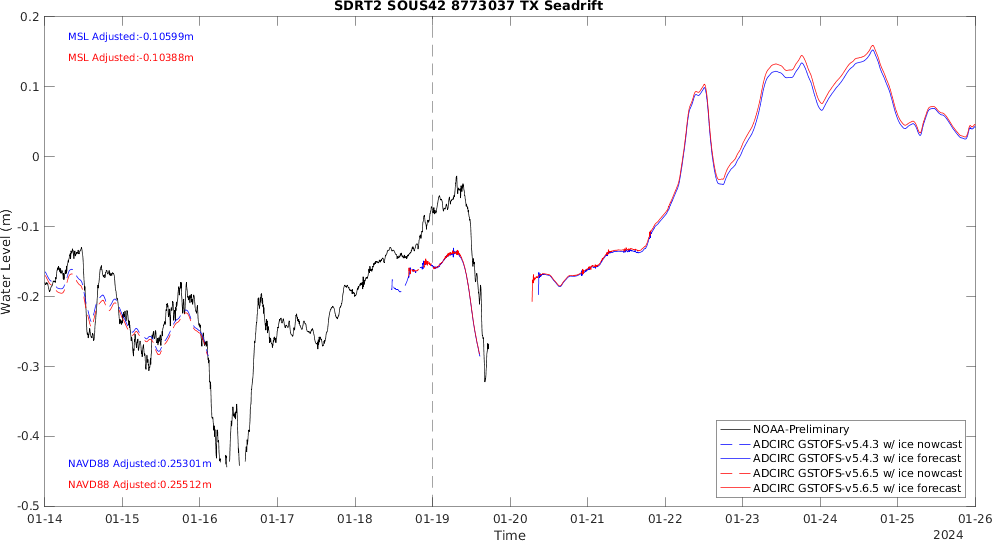 SDRT2 SOUS42 8773037 TX Seadrift
MSL Adjusted:-0.10599m
MSL Adjusted:-0.10388m
0.2
0.1
0
-0.1
-0.2
-0.3
-0.4
-0.5
Water Level (m)
NAVD88 Adjusted:0.25301m
NAVD88 Adjusted:0.25512m
NOAA-Preliminary
ADCIRC GSTOFS-v5.4.3 w/ ice nowcast
ADCIRC GSTOFS-v5.4.3 w/ ice forecast
ADCIRC GSTOFS-v5.6.5 w/ ice nowcast
ADCIRC GSTOFS-v5.6.5 w/ ice forecast
01-14 01-15 01-16 01-17 01-18 01-19 01-20 01-21 01-22 01-23 01-24 01-25 01-26
Time
2024